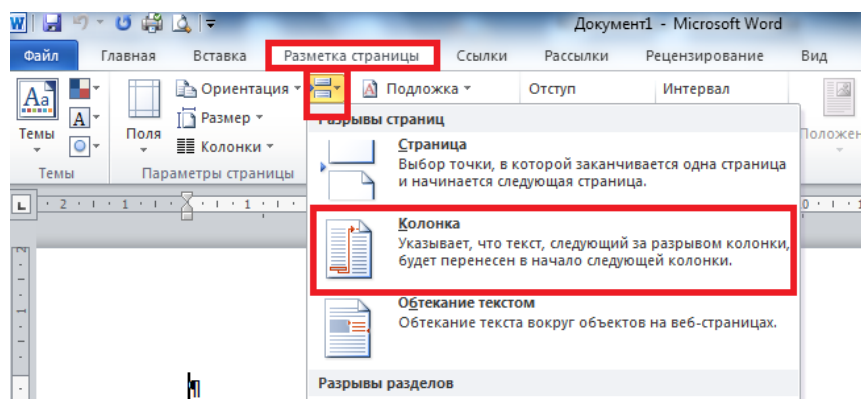 Документ1 - Microsoft Word
Файл Главная Вставка Разметка страницы Ссылки Рассылки Рецензирование Вид
Ориентация Подложка Отступ Интервал
Размер
Темы Поля
Колонки
Темы Параметры страницы
Разрывы страниц
Страница
Выбор точки, в которой заканчивается одна страница
и начинается следующая страница.
Колонка
Указывает, что текст, следующий за разрывом колонки,
будет перенесен в начало следующей колонки.
Обтекание текстом
Обтекание текста вокруг объектов на веб-страницах.
Разрывы разделов
2 1 1
¶